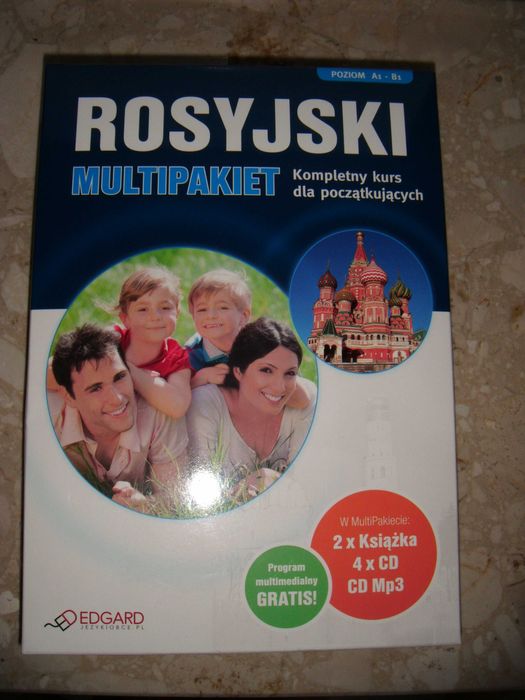 POZIOM A1 - B1
ROSYJSKI
MULTIPAKIET
Kompletny kurs
dla początkujących
W MultiPakiecie:
2 x Książka
4 x CD
CD Mp3
Program
multimedialny
GRATIS!
EDGARD
JEZYKIOBCE.PL